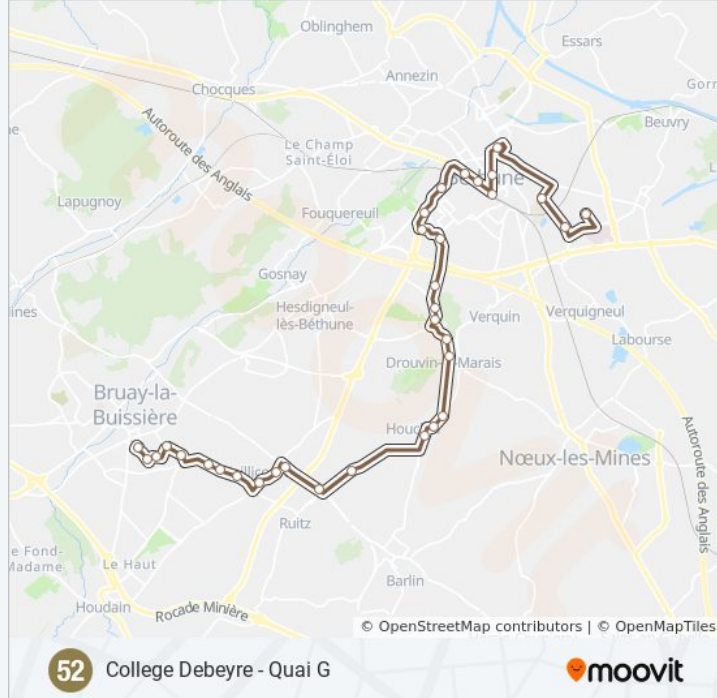 Oblinghem
Essars
Annezin
Gorr
Chocques
Beuvry
Autoroute des Anglais
Le Champ
Saint-Éloi
Lapugnoy
Fouquereuil
Gosnay
Hesdigneul-
lès-Béthune
Verquin
Verquigneul
Labourse
Bruay-la-
Buissière
Nœux-les-Mines
Autoroute des Anglais
Ruitz
Le Haut
Barlin
Houdain
Rocade Minière
© OpenStreetMap contributors | © OpenMapTiles
52 College Debeyre - Quai G
moovit